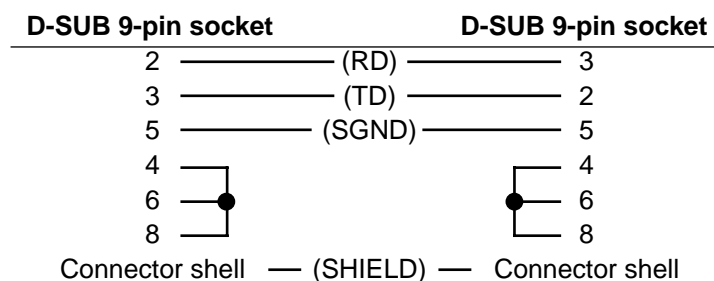 D-SUB 9-pin socket D-SUB 9-pin socket
2 (RD) 3
3 (TD) 2
5 (SGND) 5
4 4
6 6
8 8
Connector shell (SHIELD) Connector shell